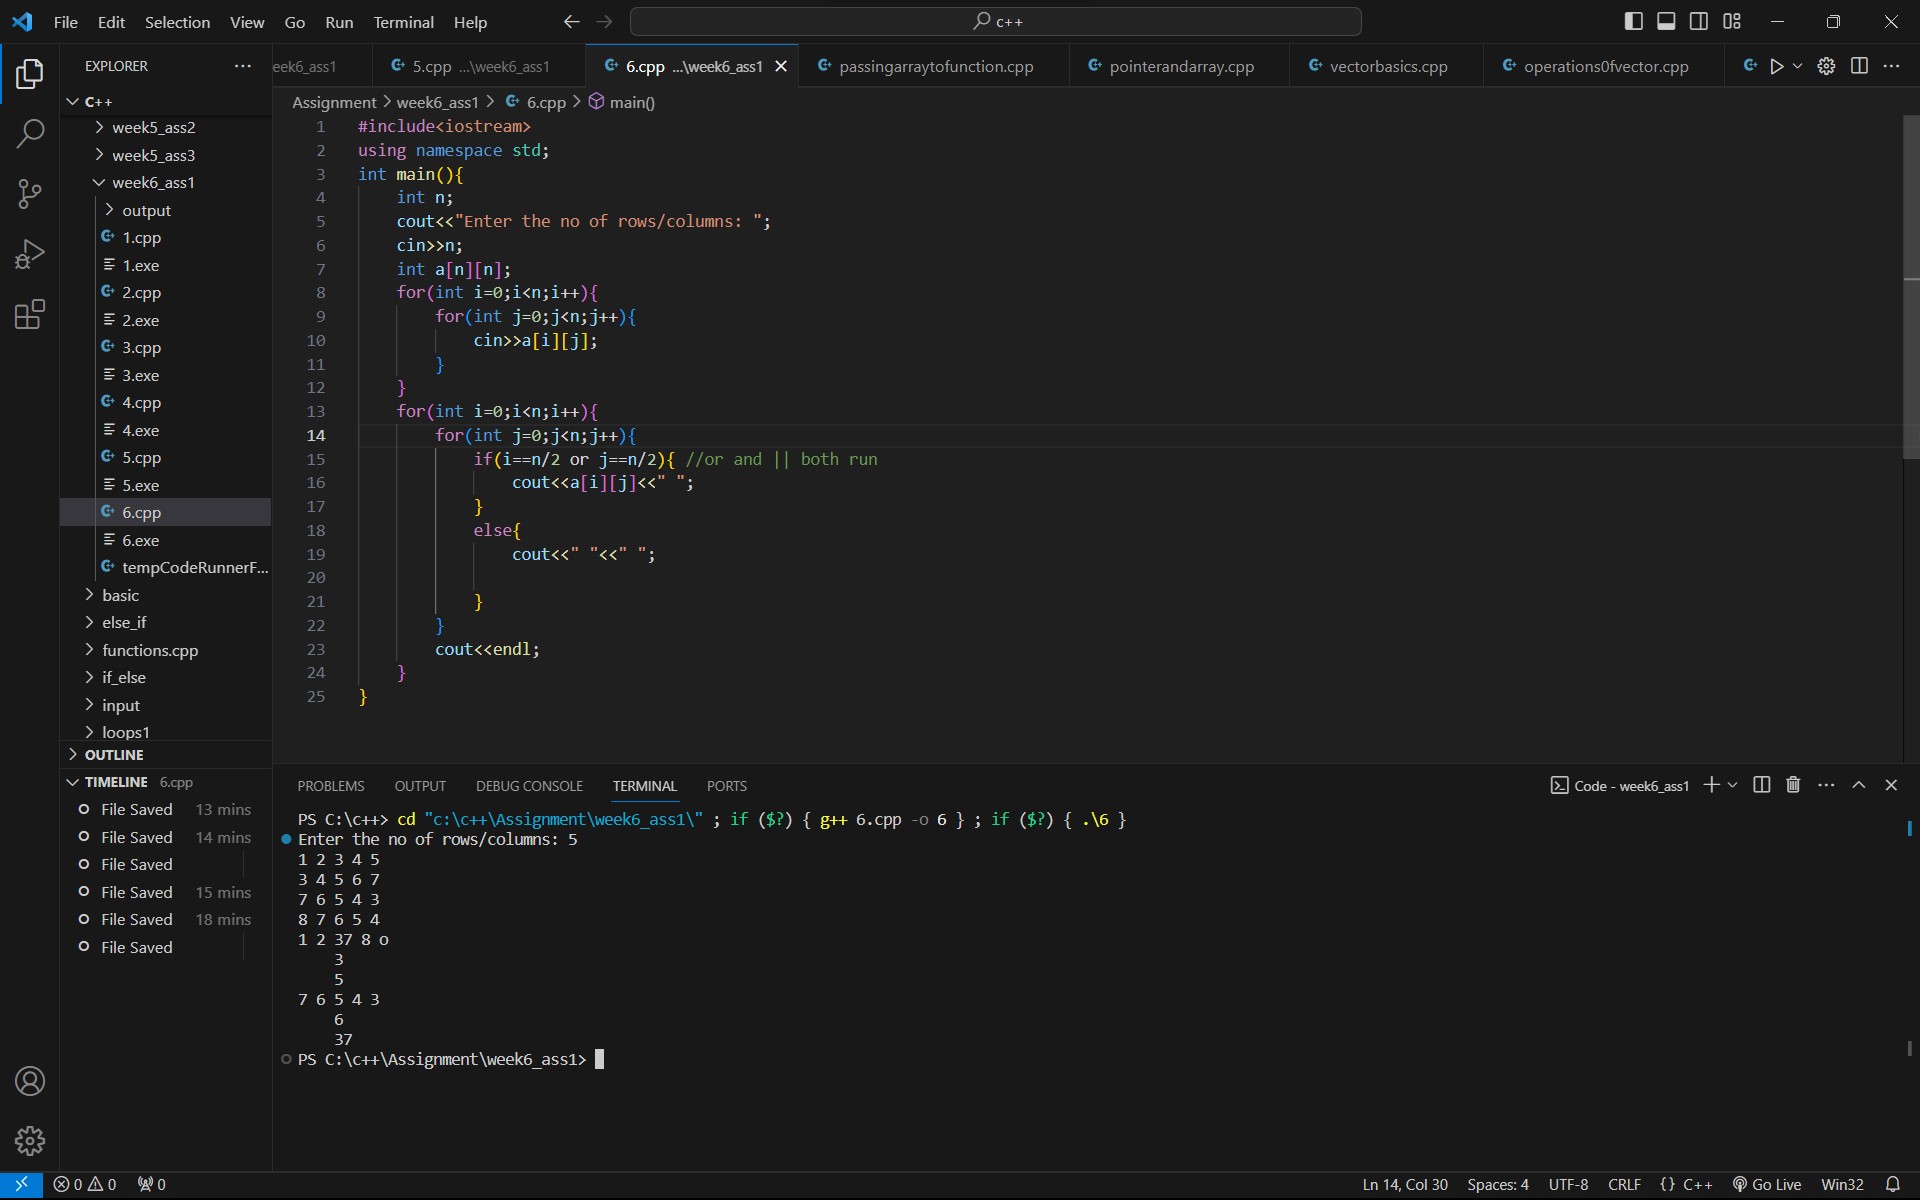 File Edit Selection View Go Run Terminal Help
c++
EXPLORER
eek6_ass1
5.cpp ...\week6_ass1
6.cpp ...\week6_ass1
passingarraytofunction.cpp
pointerandarray.cpp
vectorbasics.cpp
operations0fvector.cpp
C++
week5_ass2
week5_ass3
week6_ass1
output
1.cpp
1.exe
2.cpp
2.exe
3.cpp
3.exe
4.cpp
4.exe
5.cpp
5.exe
6.cpp
6.exe
tempCodeRunnerF...
basic
else_if
functions.cpp
if_else
input
loops1
OUTLINE
TIMELINE 6.cpp
File Saved 13 mins
File Saved 14 mins
File Saved
File Saved 15 mins
File Saved 18 mins
File Saved
Assignment > week6_ass1 > 6.cpp > main()
1 #include<iostream>
2 using namespace std;
3 int main(){
4 int n;
5 cout<<"Enter the no of rows/columns: ";
6 cin>>n;
7 int a[n][n];
8 for(int i=0;i<n;i++){
9 for(int j=0;j<n;j++){
10 cin>>a[i][j];
11 }
12 }
13 for(int i=0;i<n;i++){
14 for(int j=0;j<n;j++){
15 if(i==n/2 or j==n/2){ //or and || both run
16 cout<<a[i][j]<<" ";
17 }
18 else{
19 cout<<" "<<" ";
20
21 }
22 }
23 cout<<endl;
24 }
25 }
PROBLEMS OUTPUT DEBUG CONSOLE TERMINAL PORTS
Code - week6_ass1
PS C:\c++> cd "c:\c++\Assignment\week6_ass1\" ; if ($?) { g++ 6.cpp -o 6 } ; if ($?) { .\6 }
Enter the no of rows/columns: 5
1 2 3 4 5
3 4 5 6 7
7 6 5 4 3
8 7 6 5 4
1 2 37 8 o
3
5
7 6 5 4 3
6
37
PS C:\c++\Assignment\week6_ass1>
0 0 0
Ln 14, Col 30 Spaces: 4 UTF-8 CRLF {} C++ Go Live Win32